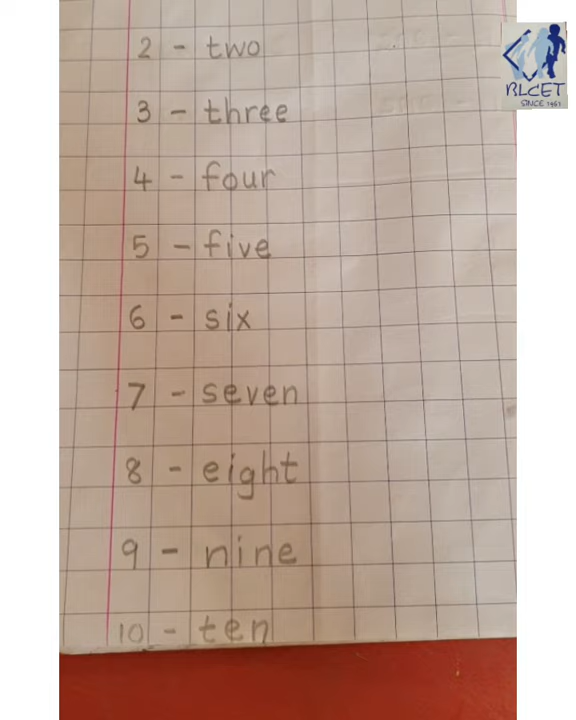 2 - two
3 - three
4 - four
5 - five
6 - six
7 - seven
8 - eight
9 - nine
10 - ten
BLCET
SINCE 1961